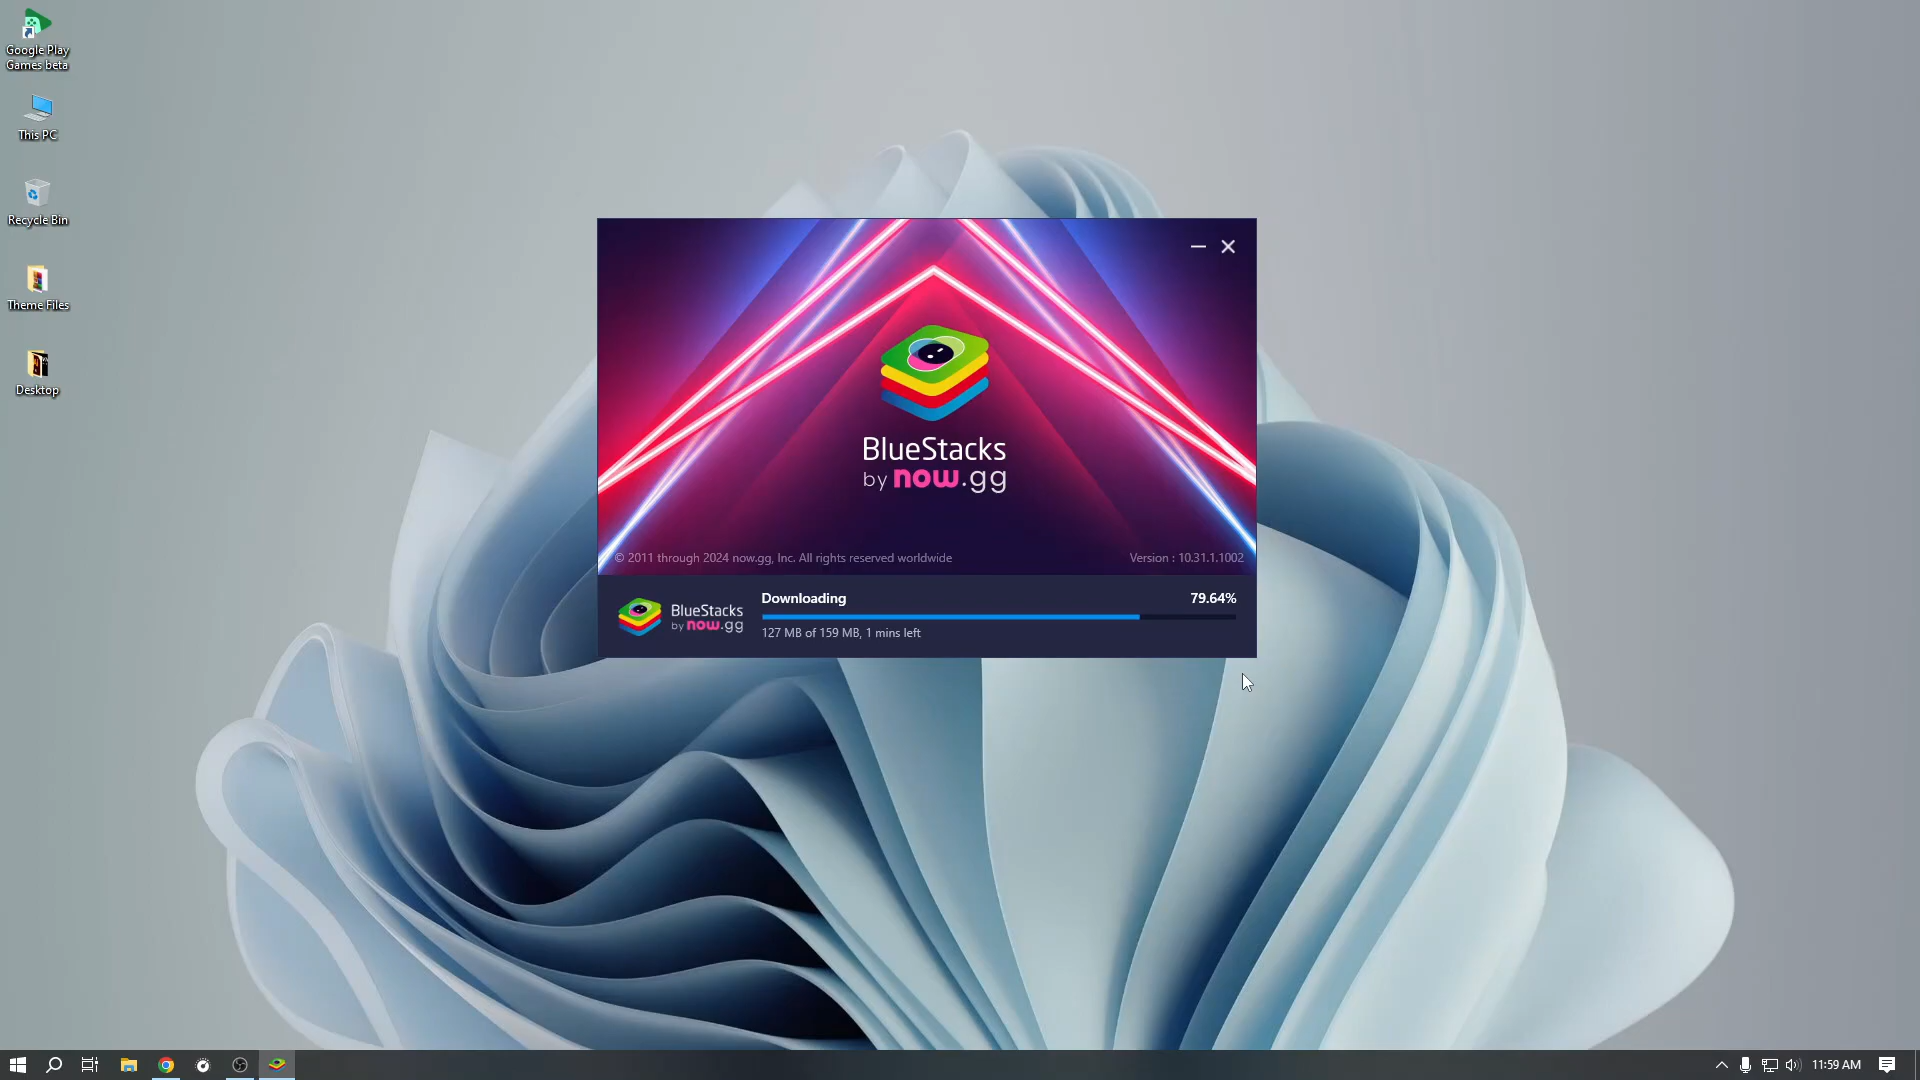 Google Play
Games beta
This PC
Recycle Bin
Theme Files
Desktop
BlueStacks
by now.gg
© 2011 through 2024 now.gg, Inc. All rights reserved worldwide
Version : 10.31.1.1002
BlueStacks
by now.gg
Downloading
79.64%
127 MB of 159 MB, 1 mins left
11:59 AM